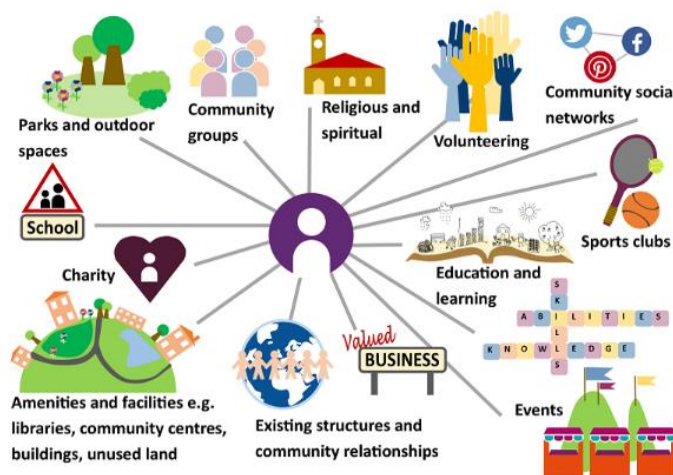 Parks and outdoor
spaces
Community
groups
Religious and
spiritual
Volunteering
Community social
networks
School
Charity
Sports clubs
Education and
learning
SKILLS
ABILITIES
KNOWLEDGE
Valued
BUSINESS
Events
Amenities and facilities e.g.
libraries, community centres,
buildings, unused land
Existing structures and
community relationships